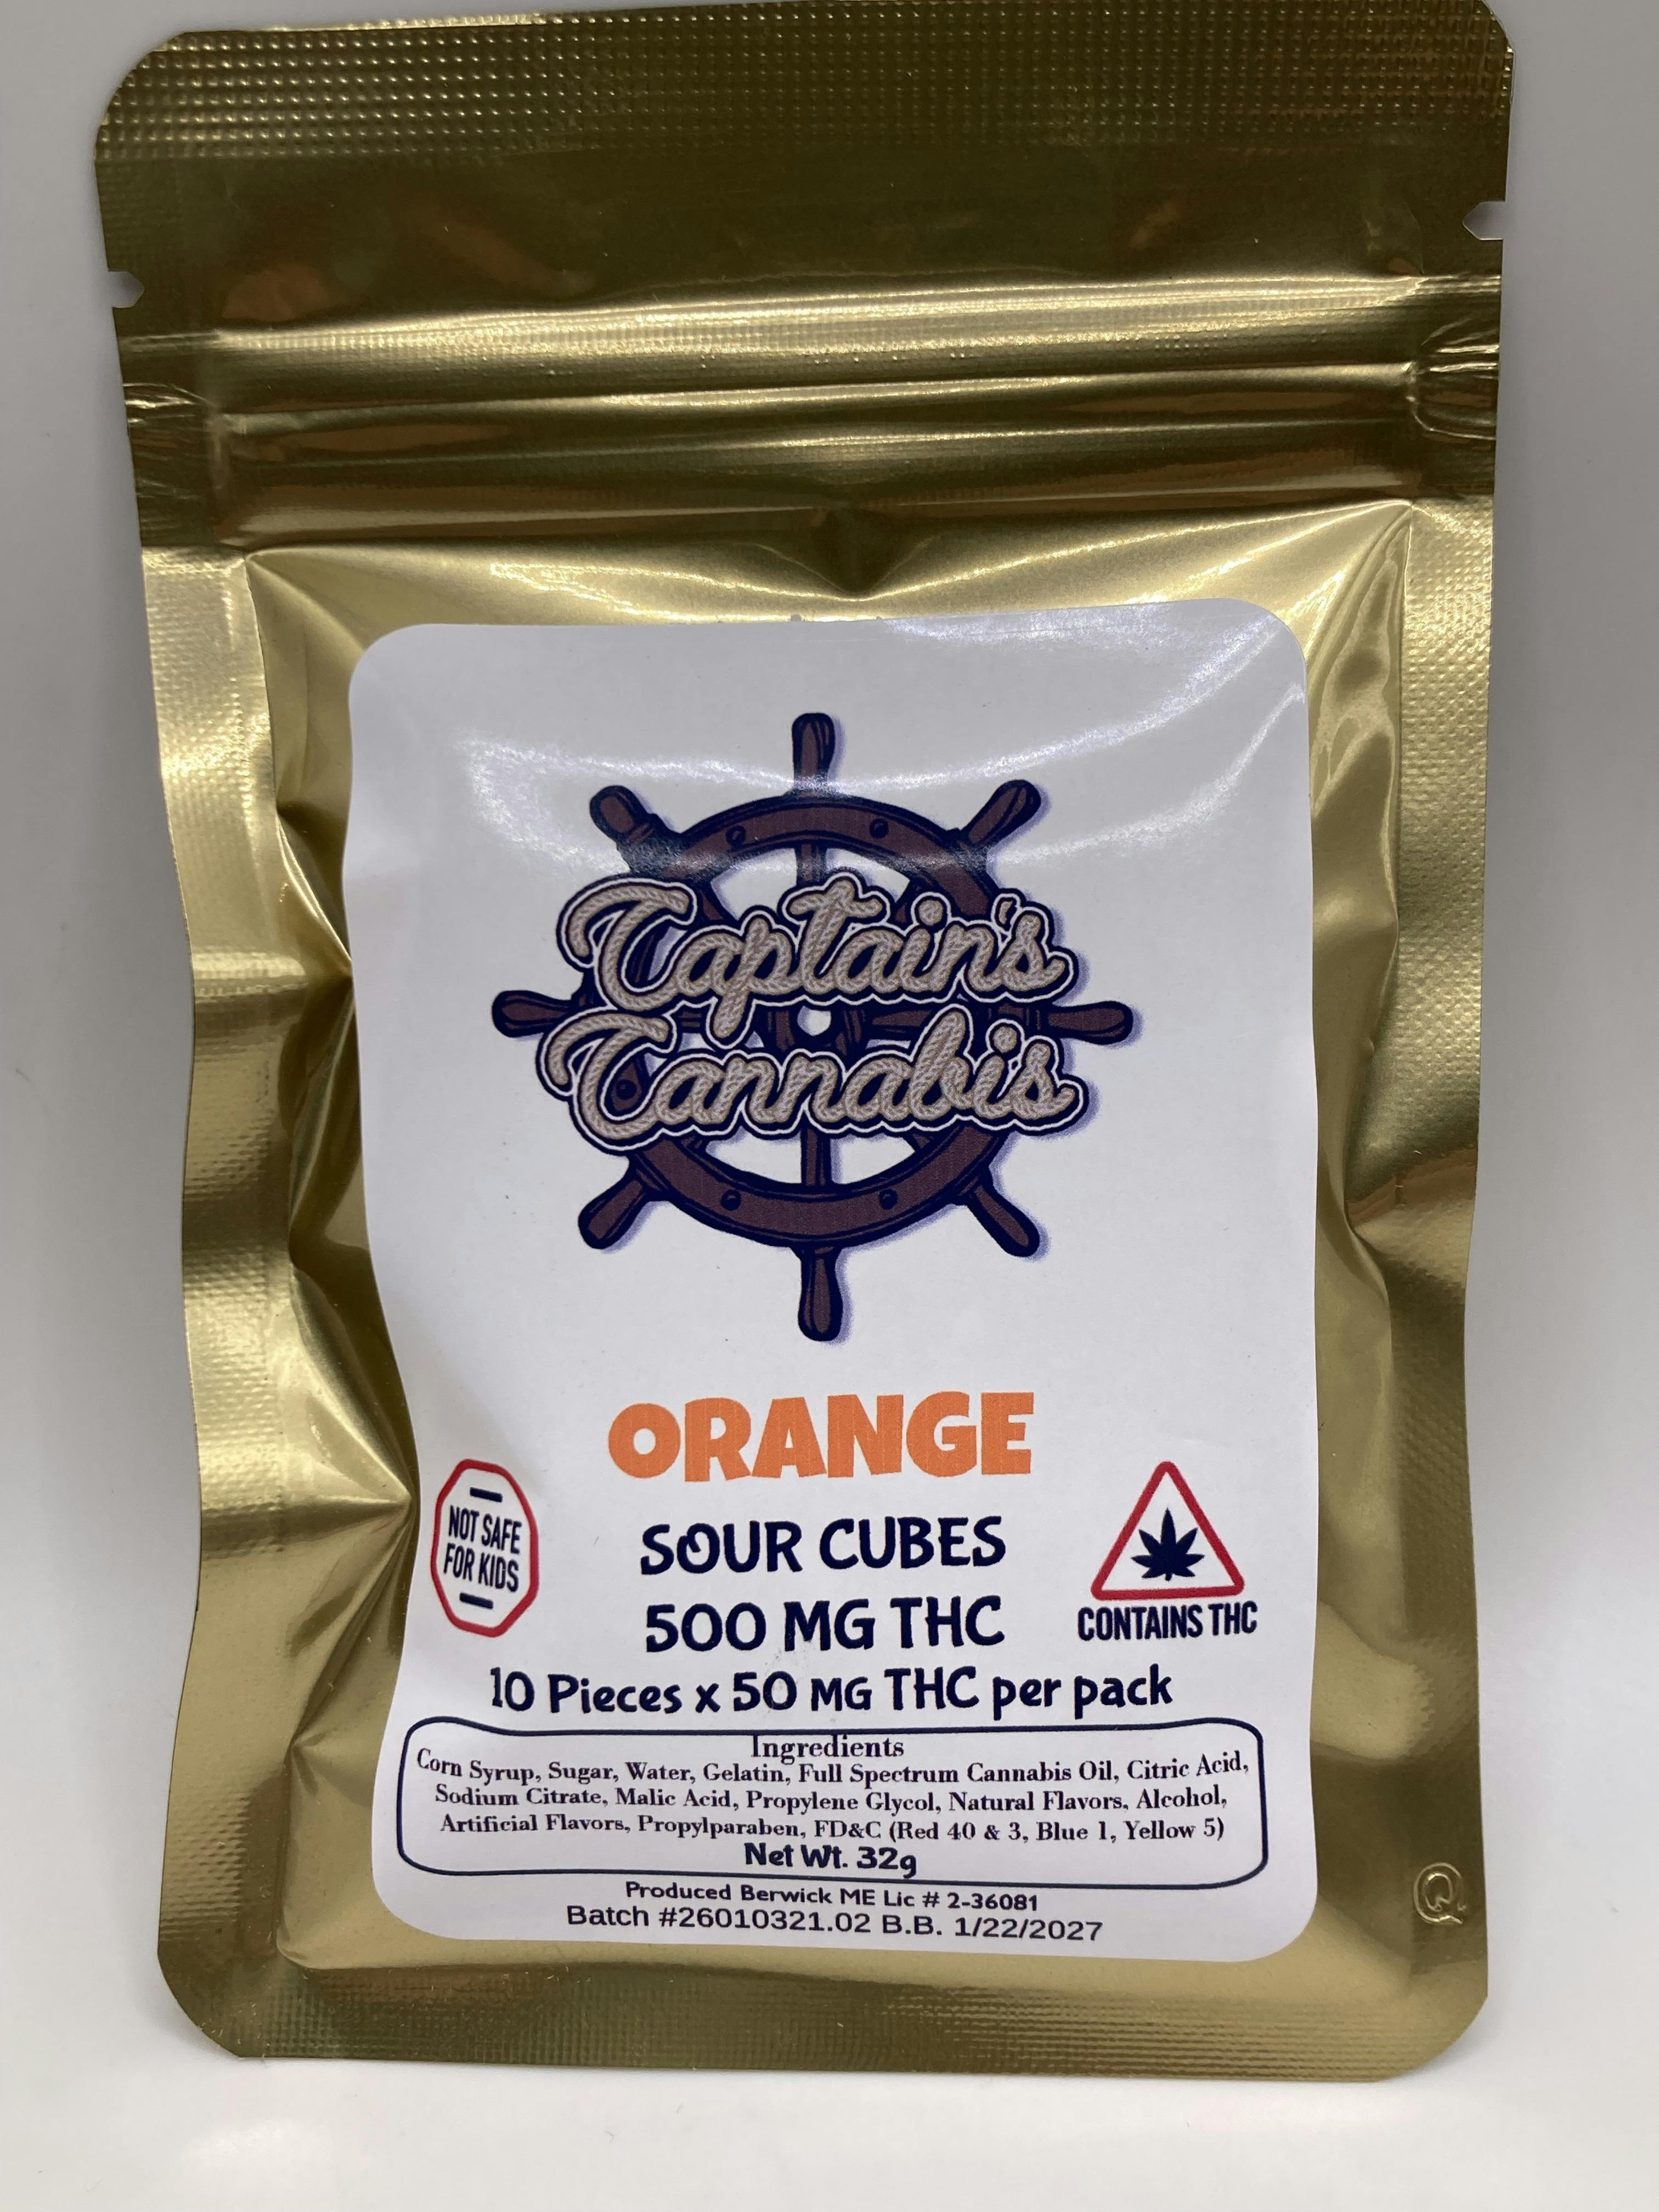 Captain's
Cannabis
ORANGE
NOT SAFE
FOR KIDS
SOUR CUBES
500 MG THC
CONTAINS THC
10 Pieces x 50 MG THC per pack
Ingredients
Corn Syrup, Sugar, Water, Gelatin, Full Spectrum Cannabis Oil, Citric Acid,
Sodium Citrate, Malic Acid, Propylene Glycol, Natural Flavors, Alcohol,
Artificial Flavors, Propylparaben, FD&C (Red 40 & 3, Blue 1, Yellow 5)
Net Wt. 32g
Produced Berwick ME Lic # 2-36081
Batch #26010321.02 B.B. 1/22/2027
Q